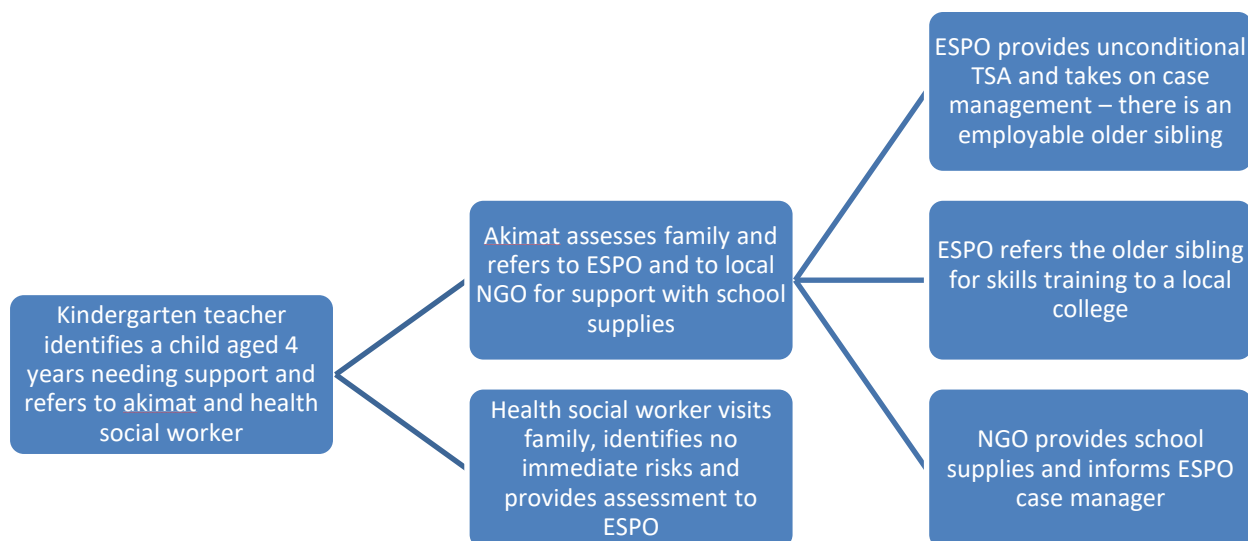 Kindergarten teacher
identifies a child aged 4
years needing support and
refers to akimat and health
social worker
Akimat assesses family and
refers to ESPO and to local
NGO for support with school
supplies
Health social worker visits
family, identifies no
immediate risks and
provides assessment to
ESPO
ESPO provides unconditional
TSA and takes on case
management – there is an
employable older sibling
ESPO refers the older sibling
for skills training to a local
college
NGO provides school
supplies and informs ESPO
case manager